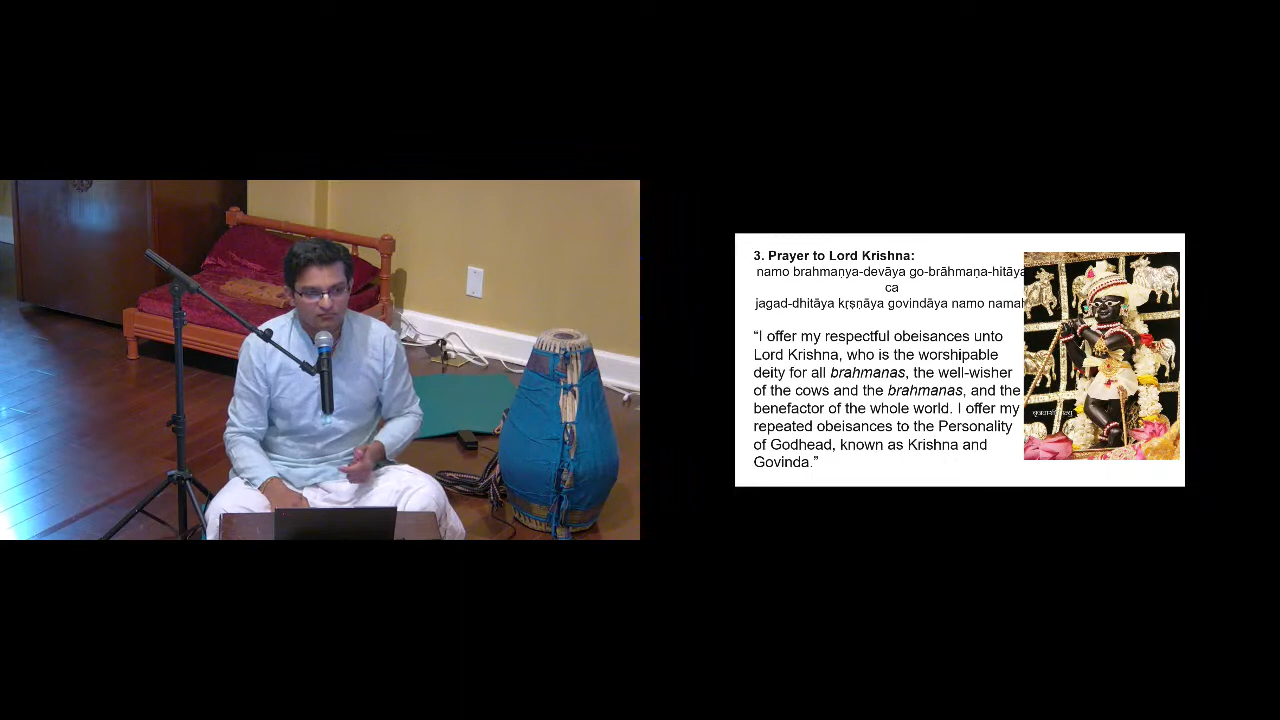 3. Prayer to Lord Krishna:
namo brahmaṇya-devāya go-brāhmaṇa-hitāya
ca
jagad-dhitāya kṛṣṇāya govindāya namo namaḥ
“I offer my respectful obeisances unto
Lord Krishna, who is the worshipable
deity for all brahmanas, the well-wisher
of the cows and the brahmanas, and the
benefactor of the whole world. I offer my
repeated obeisances to the Personality
of Godhead, known as Krishna and
Govinda.”